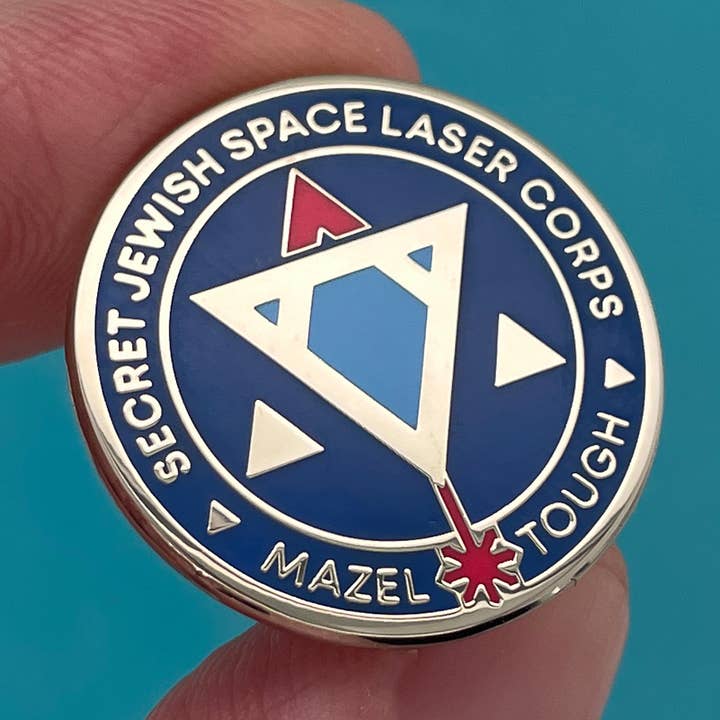 SECRET JEWISH SPACE LASER CORPS
MAZEL TOUGH